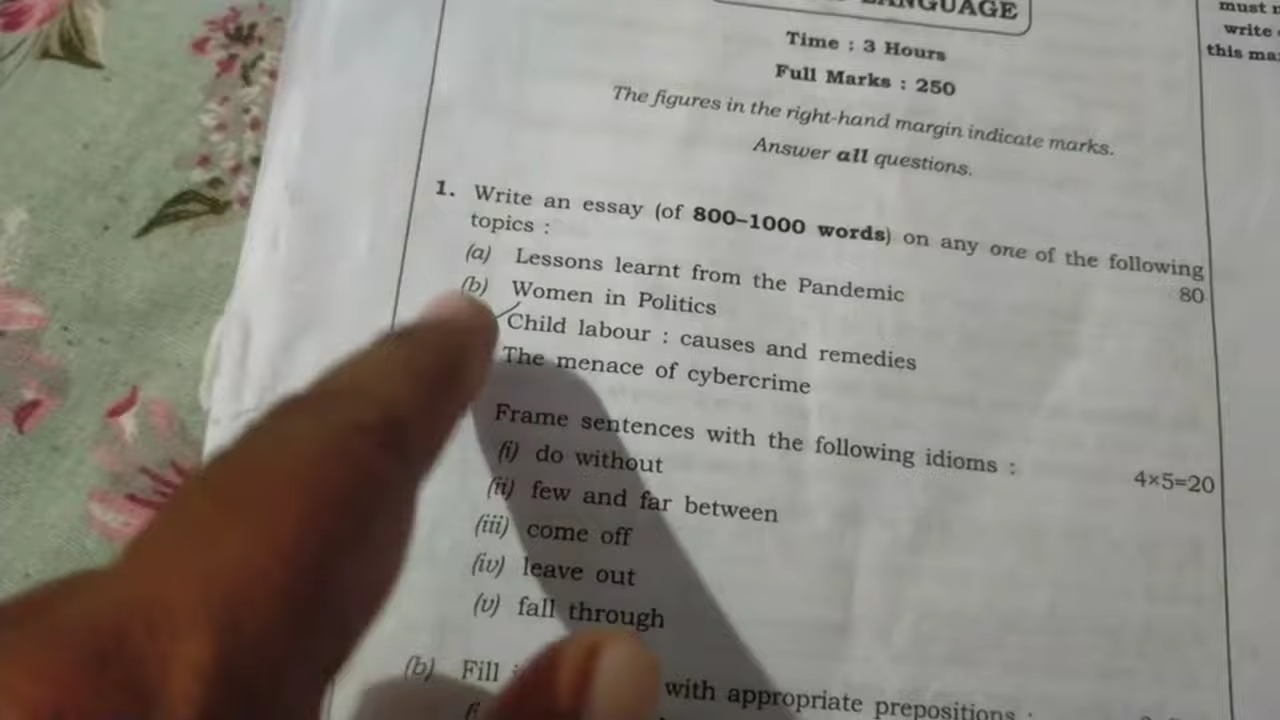 LANGUAGE
Time : 3 Hours
Full Marks : 250
The figures in the right-hand margin indicate marks.
Answer all questions.
1. Write an essay (of 800–1000 words) on any one of the following
topics : 80
(a) Lessons learnt from the Pandemic
(b) Women in Politics
Child labour : causes and remedies
The menace of cybercrime
Frame sentences with the following idioms : 4×5=20
(i) do without
(ii) few and far between
(iii) come off
(iv) leave out
(v) fall through
(b) Fill with appropriate prepositions :
must
write
this